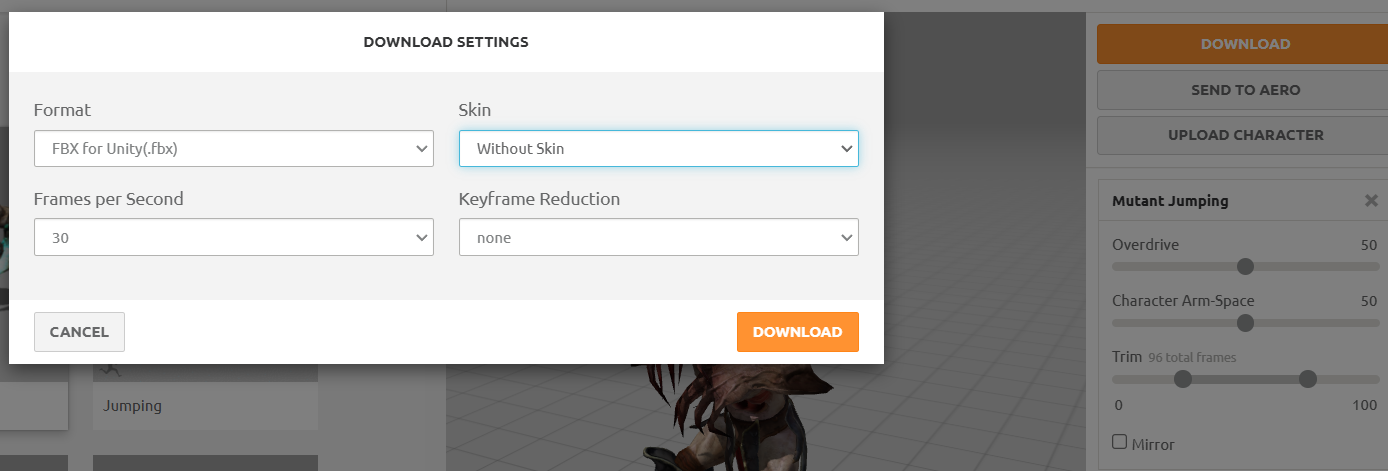 DOWNLOAD SETTINGS
Format
Skin
FBX for Unity(.fbx)
Without Skin
Frames per Second
Keyframe Reduction
30
none
CANCEL
DOWNLOAD
Jumping
DOWNLOAD
SEND TO AERO
UPLOAD CHARACTER
Mutant Jumping
Overdrive 50
Character Arm-Space 50
Trim 96 total frames
0 100
Mirror